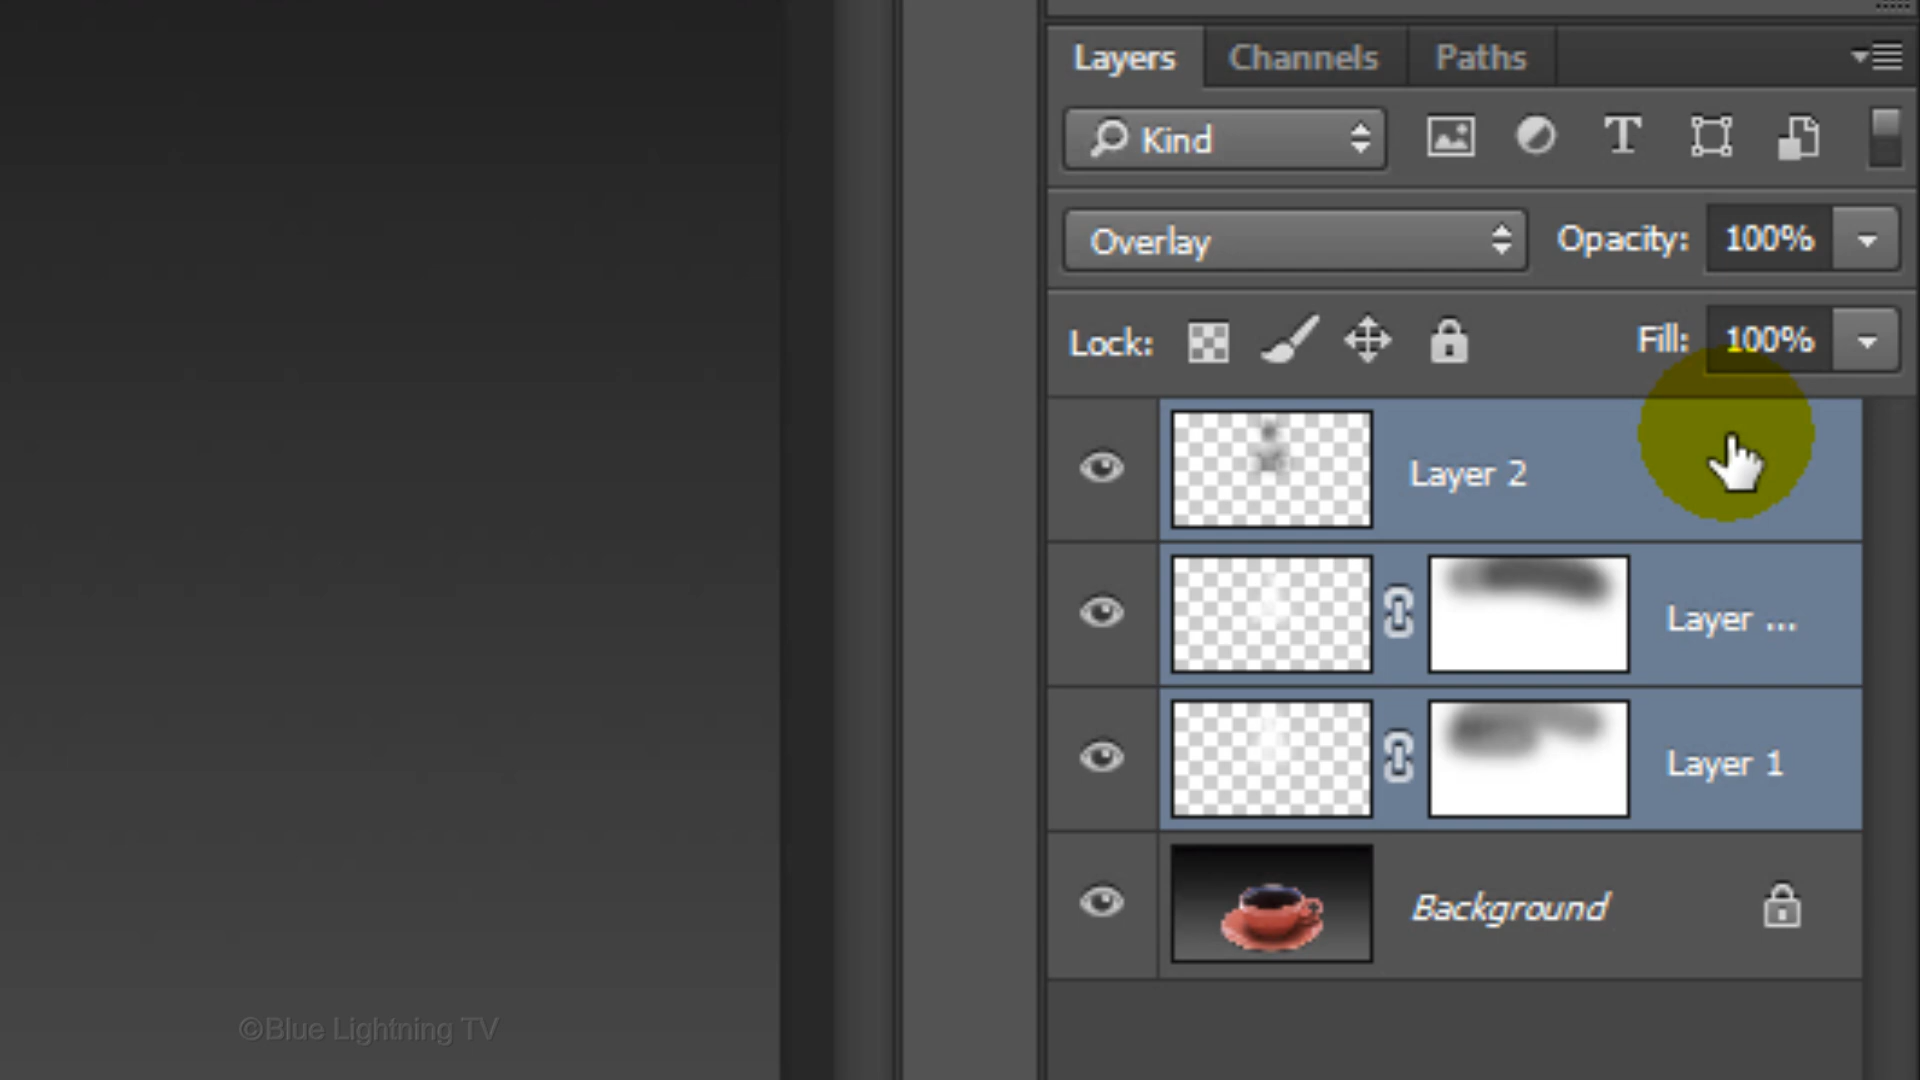 Layers Channels Paths
Kind T
Overlay Opacity: 100%
Lock: Fill: 100%
Layer 2
Layer ...
Layer 1
Background
©Blue Lightning TV